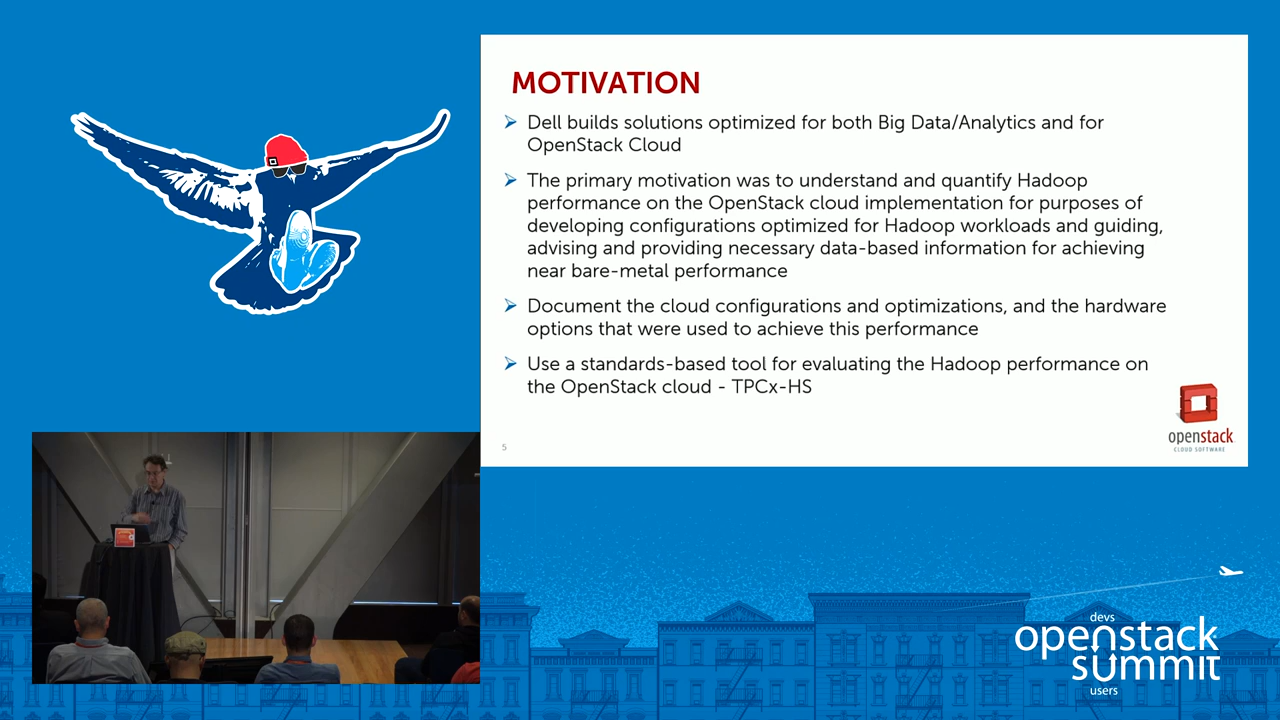 MOTIVATION
Dell builds solutions optimized for both Big Data/Analytics and for
OpenStack Cloud
The primary motivation was to understand and quantify Hadoop
performance on the OpenStack cloud implementation for purposes of
developing configurations optimized for Hadoop workloads and guiding,
advising and providing necessary data-based information for achieving
near bare-metal performance
Document the cloud configurations and optimizations, and the hardware
options that were used to achieve this performance
Use a standards-based tool for evaluating the Hadoop performance on
the OpenStack cloud - TPCx-HS
5
openstack
CLOUD SOFTWARE
devs
openstack
summit
users